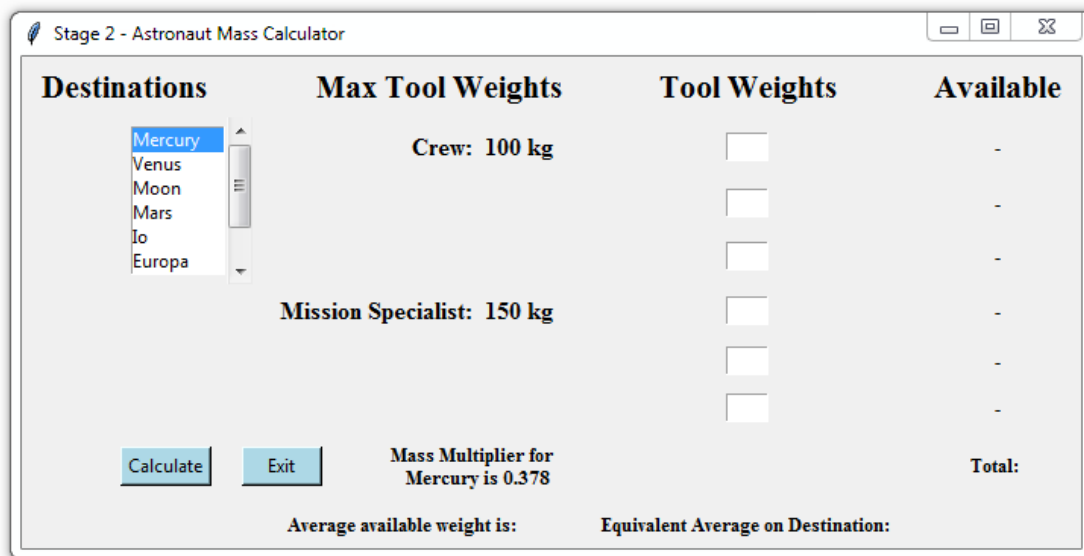 Stage 2 - Astronaut Mass Calculator
Destinations Max Tool Weights Tool Weights Available
Mercury
Venus
Moon
Mars
Io
Europa
Crew: 100 kg
-
-
-
Mission Specialist: 150 kg
-
-
-
Calculate Exit
Mass Multiplier for
Mercury is 0.378
Total:
Average available weight is: Equivalent Average on Destination: